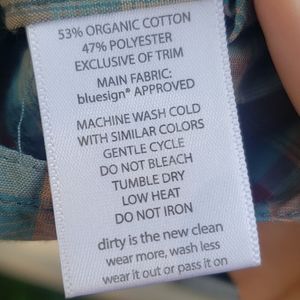 53% ORGANIC COTTON
47% POLYESTER
EXCLUSIVE OF TRIM
MAIN FABRIC:
bluesign® APPROVED
MACHINE WASH COLD
WITH SIMILAR COLORS
GENTLE CYCLE
DO NOT BLEACH
TUMBLE DRY
LOW HEAT
DO NOT IRON
dirty is the new clean
wear more, wash less
wear it out or pass it on